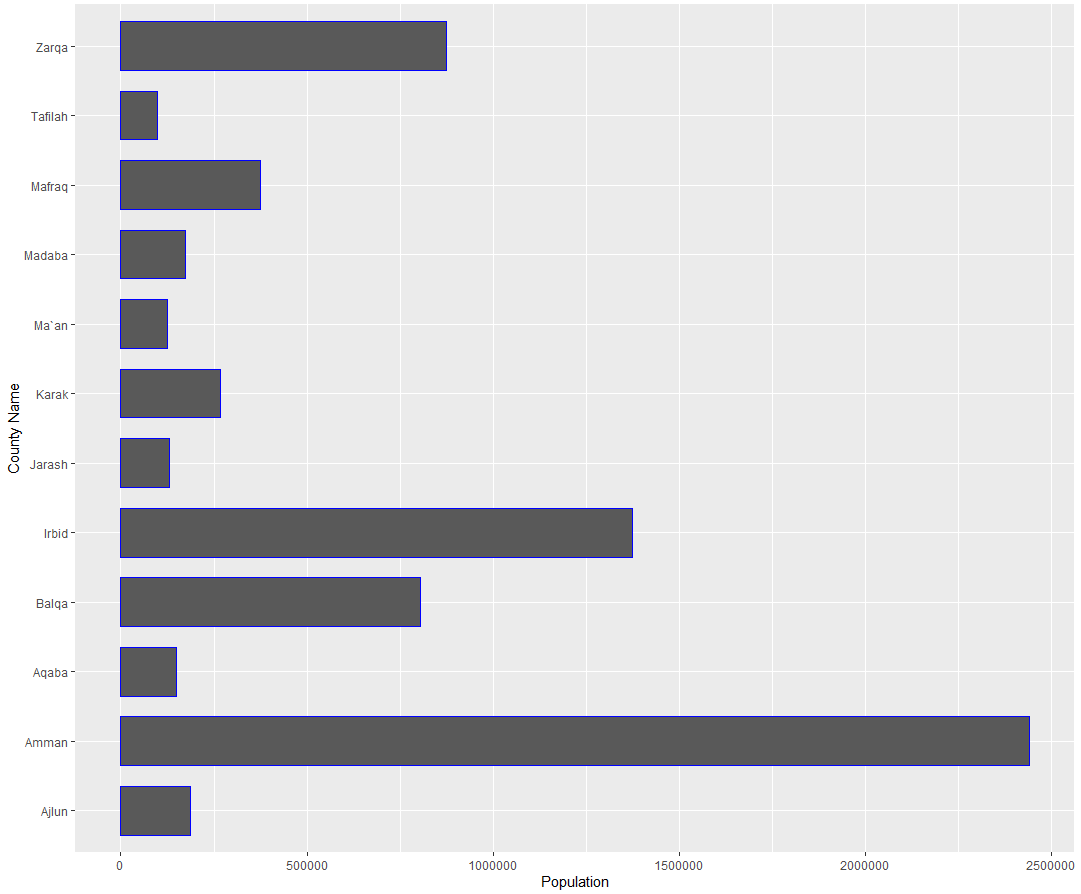 Zarqa
Tafilah
Mafraq
Madaba
Ma`an
Karak
Jarash
Irbid
Balqa
Aqaba
Amman
Ajlun
County Name
0 500000 1000000 1500000 2000000 2500000
Population